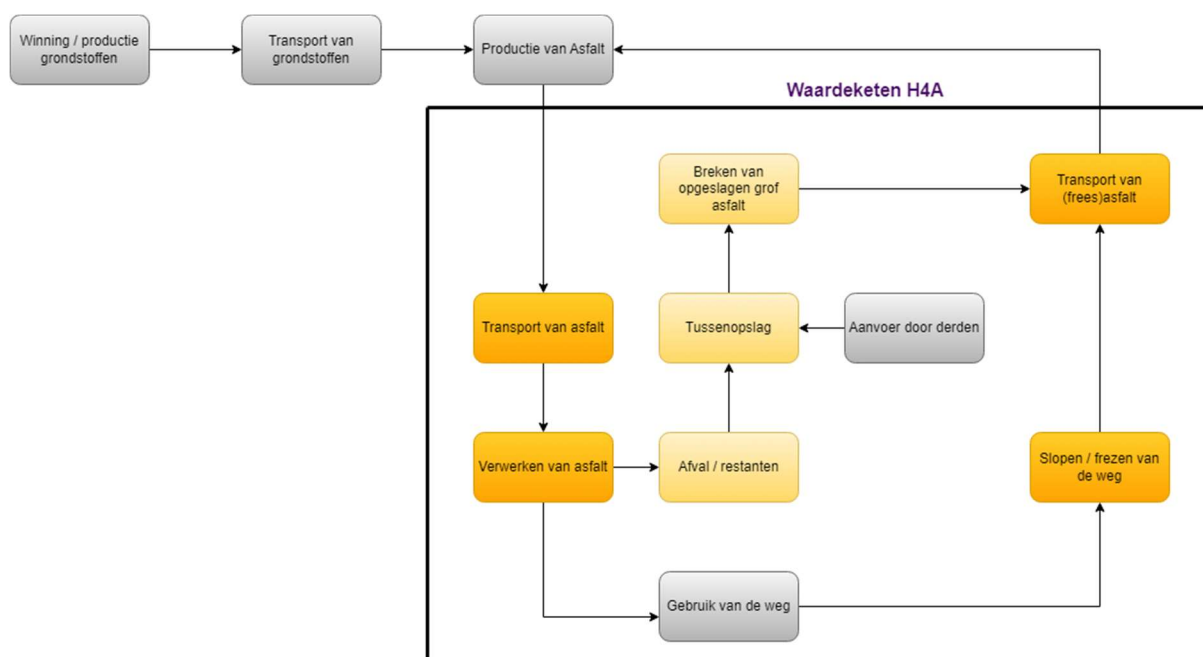 Winning / productie
grondstoffen
Transport van
grondstoffen
Productie van Asfalt
Waardeketen H4A
Breken van
opgeslagen grof
asfalt
Transport van
(frees)asfalt
Transport van asfalt
Tussenopslag
Aanvoer door derden
Verwerken van asfalt
Afval / restanten
Slopen / frezen van
de weg
Gebruik van de weg